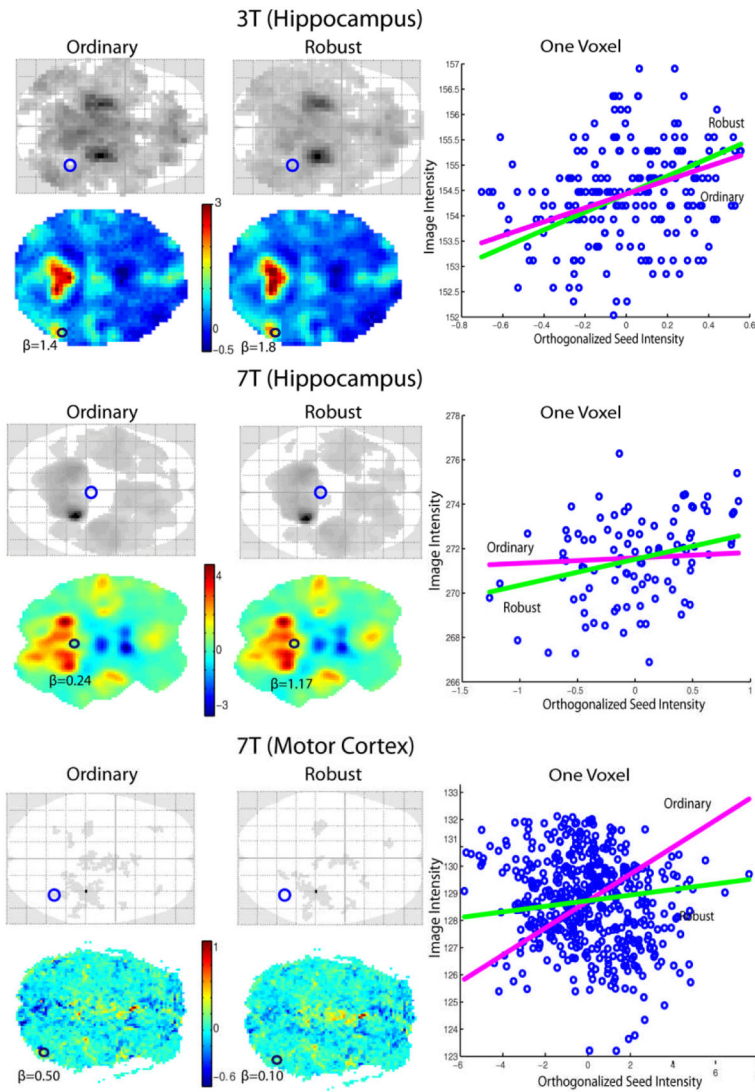 3T (Hippocampus)
Ordinary
Robust
One Voxel
157
156.5
156
155.5
155
154.5
154
153.5
153
152.5
152
Image Intensity
Robust
Ordinary
-0.8
-0.6
-0.4
-0.2
0
0.2
0.4
0.6
Orthogonalized Seed Intensity
3
0
-0.5
β=1.4
β=1.8
7T (Hippocampus)
Ordinary
Robust
One Voxel
278
276
274
272
270
268
266
Image Intensity
Ordinary
Robust
-1.5
-1
-0.5
0
0.5
1
Orthogonalized Seed Intensity
4
0
-3
β=0.24
β=1.17
7T (Motor Cortex)
Ordinary
Robust
One Voxel
133
132
131
130
129
128
127
126
125
124
123
Image Intensity
Ordinary
Robust
-6
-4
-2
0
2
4
6
Orthogonalized Seed Intensity
1
0
-0.6
β=0.50
β=0.10